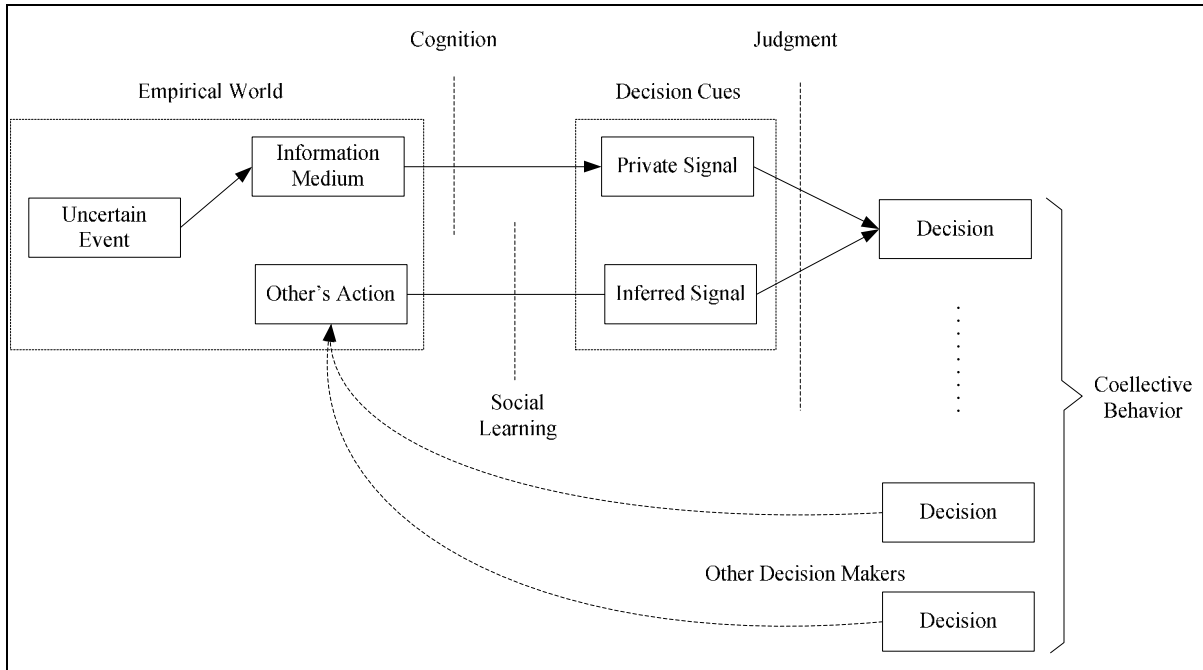 Cognition
Judgment
Empirical World
Decision Cues
Information
Medium
Private Signal
Uncertain
Event
Decision
Other's Action
Inferred Signal
Social
Learning
Coellective
Behavior
Decision
Other Decision Makers
Decision